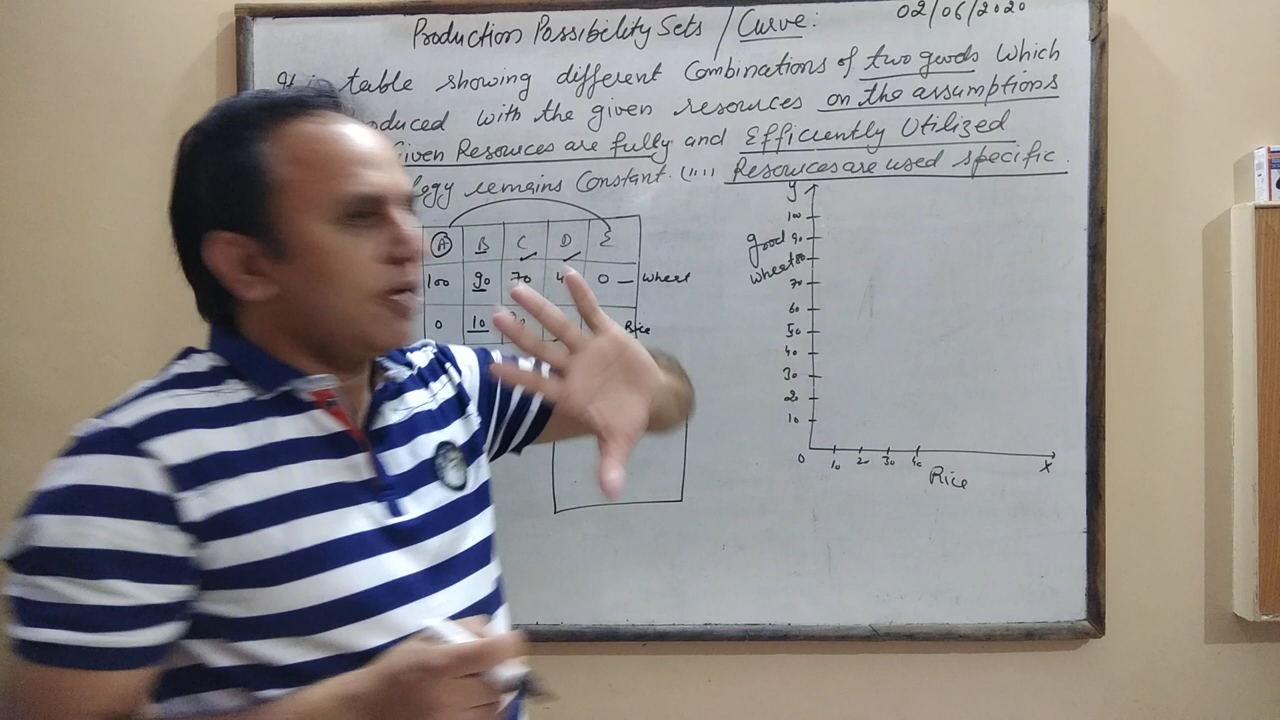 Production Possibility Sets / Curve: 02/06/2020
table showing different Combinations of two goods which
oduced with the given resources on the assumptions
Given Resources are fully and Efficiently Utilized
logy remains Constant. (iii) Resources are used specific.
A B C D E
100 90 70 4 0 — Wheat
0 10 Rice
y
100
good 90
wheat 80
70
60
50
40
30
20
10
0 10 20 30 40 X
Rice